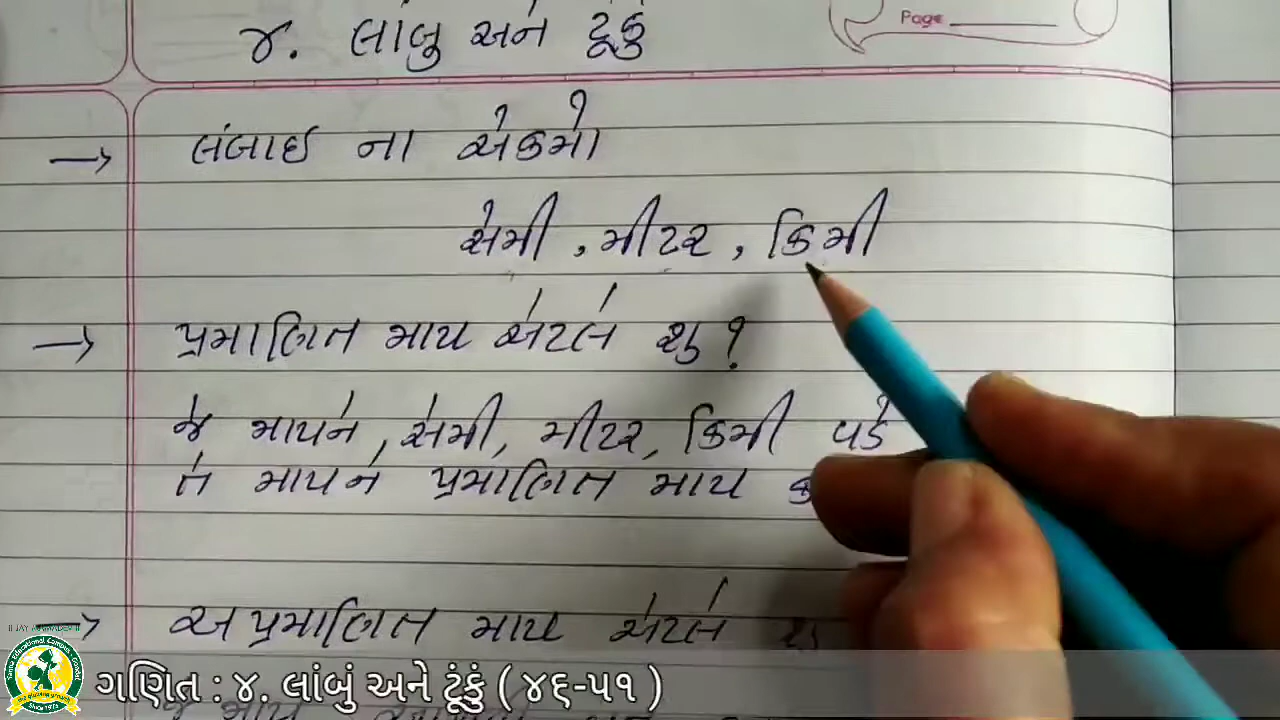 ૪. લાંબુ અને ટૂંકુ
Page
→ લંબાઇ ના એકમો
સેમી, મીટર, કિમી
→ પ્રમાણિત માપ એટલે શુ?
જે માપને, સેમી, મીટર, કિમી વડે
તે માપને પ્રમાણિત માપ
→ અપ્રમાણિત માપ એટલે
ગણિત : ૪. લાંબું અને ટૂંકું ( ૪૬-૫૧ )